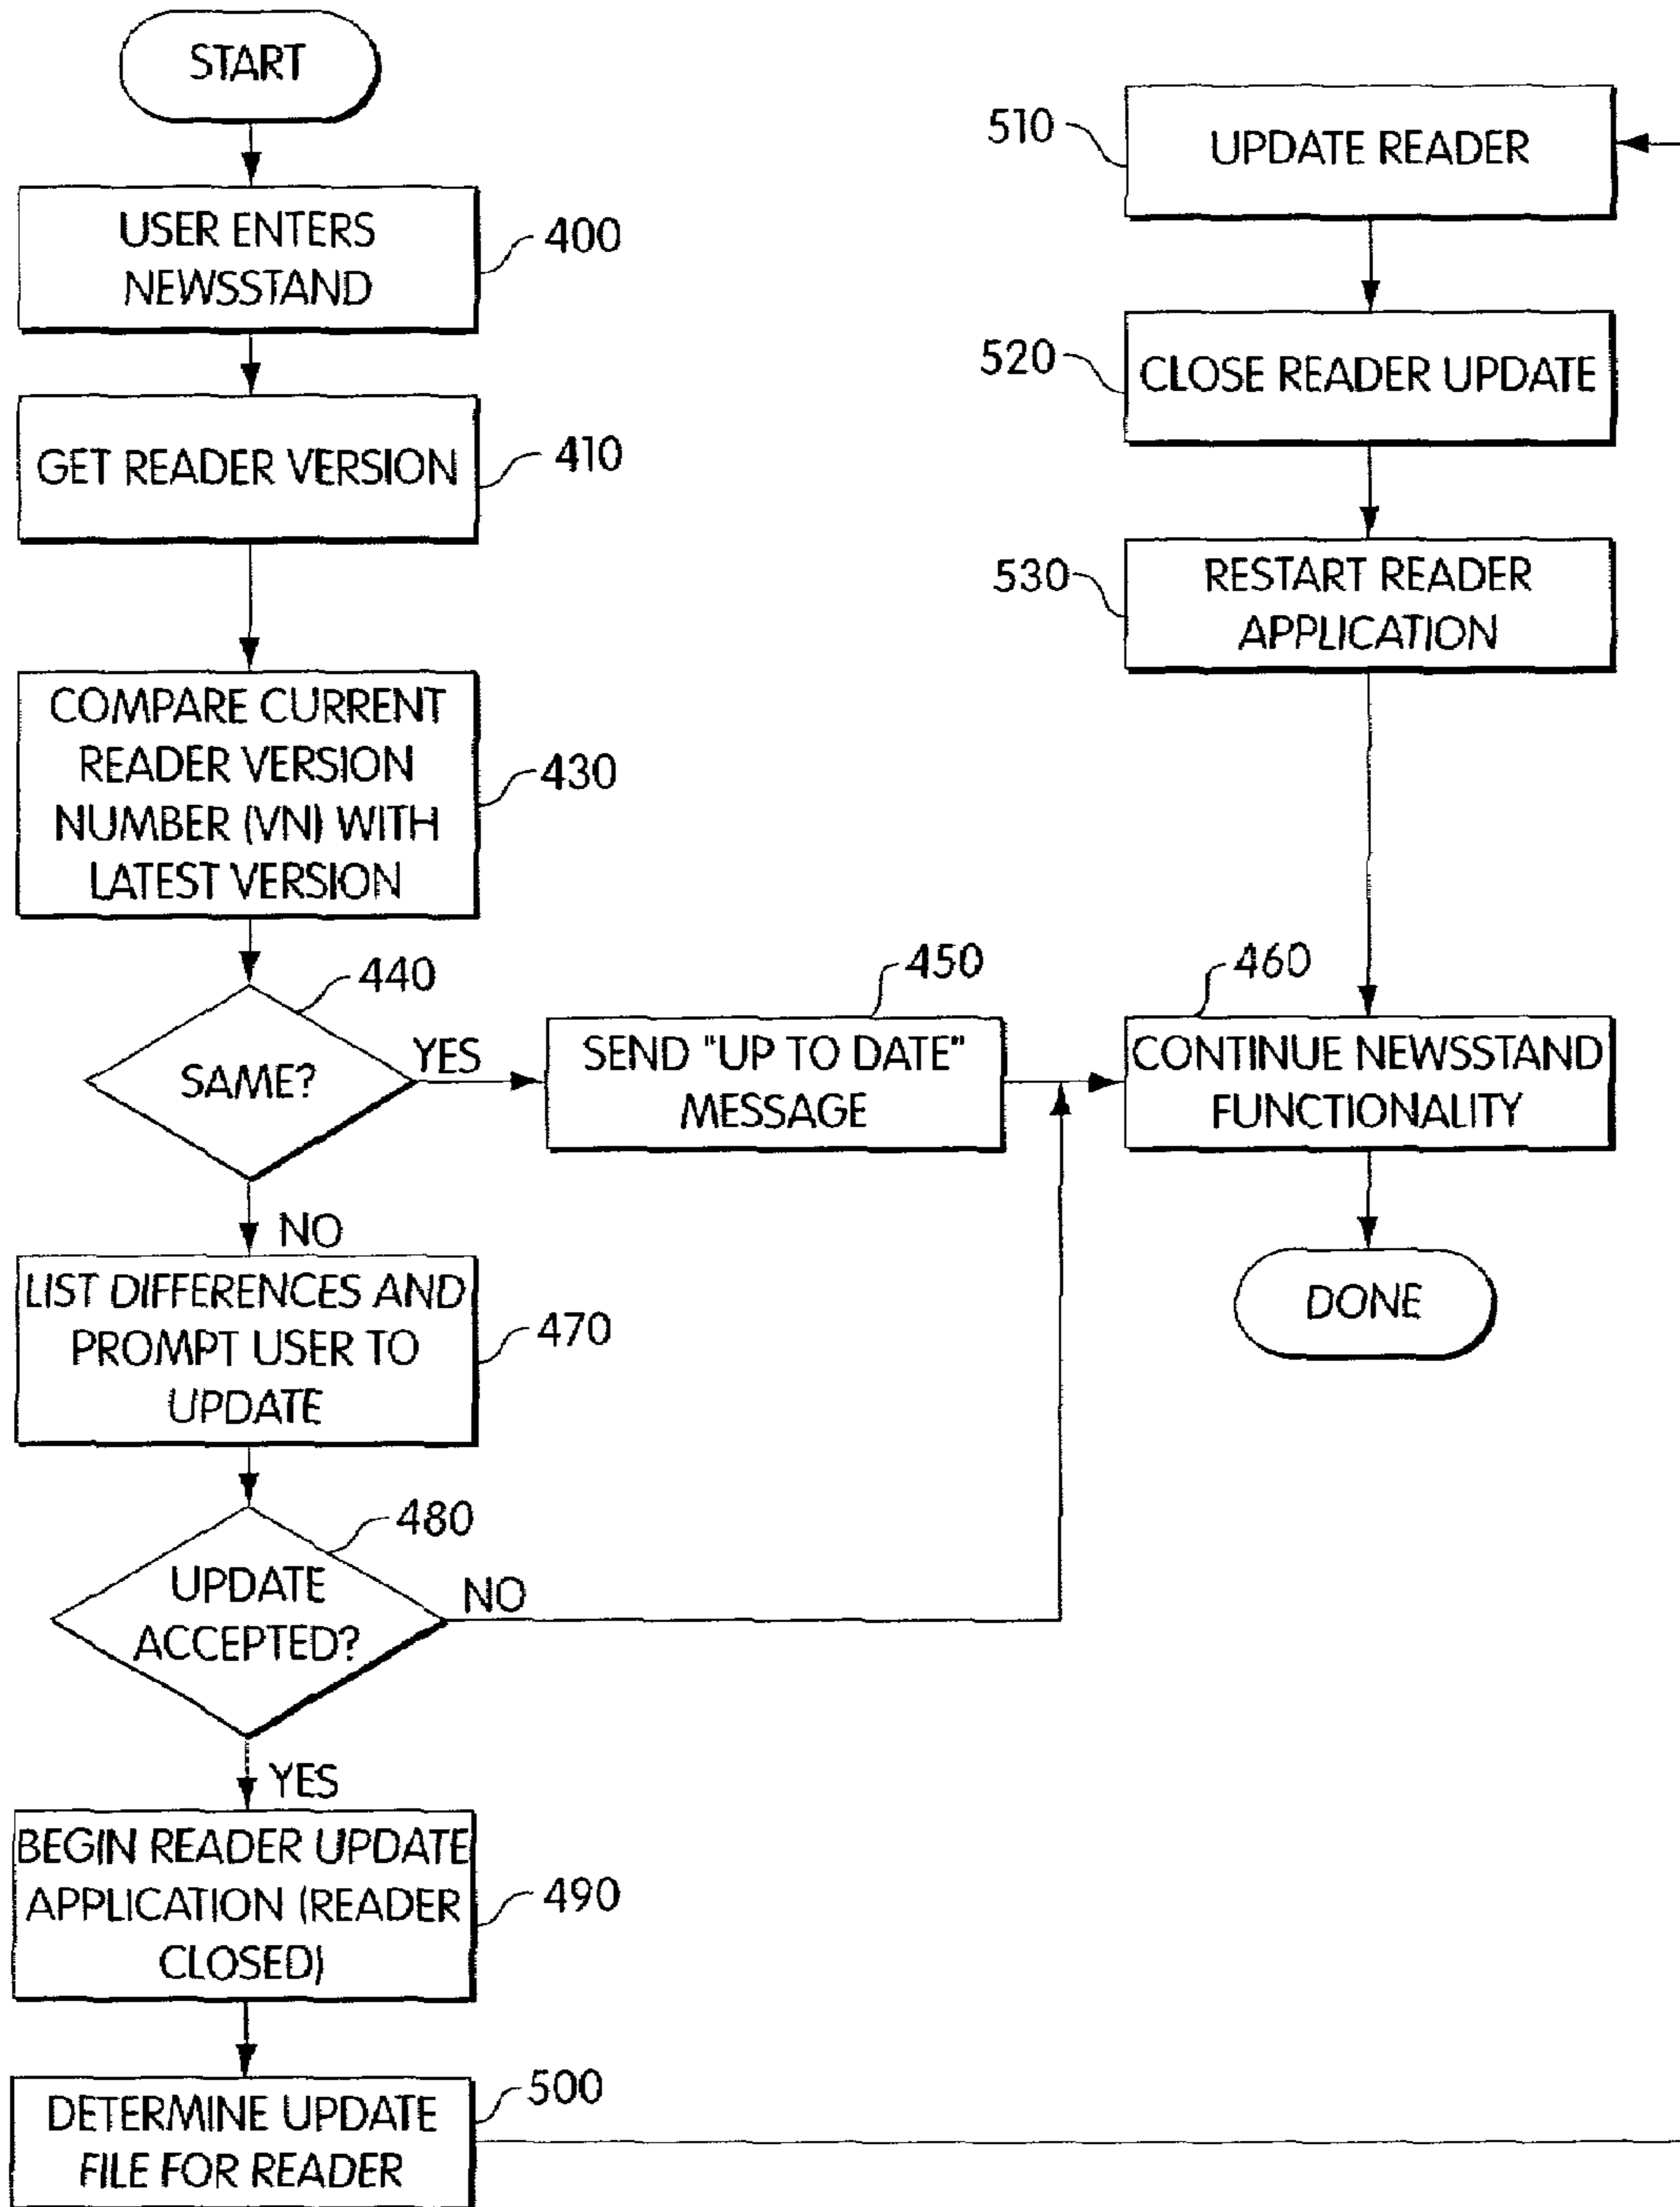 START
USER ENTERS
NEWSSTAND
400
GET READER VERSION
410
COMPARE CURRENT
READER VERSION
NUMBER (VN) WITH
LATEST VERSION
430
440
SAME?
YES
NO
450
SEND "UP TO DATE"
MESSAGE
460
CONTINUE NEWSSTAND
FUNCTIONALITY
DONE
LIST DIFFERENCES AND
PROMPT USER TO
UPDATE
470
480
UPDATE
ACCEPTED?
NO
YES
BEGIN READER UPDATE
APPLICATION (READER
CLOSED)
490
DETERMINE UPDATE
FILE FOR READER
500
510
UPDATE READER
520
CLOSE READER UPDATE
530
RESTART READER
APPLICATION